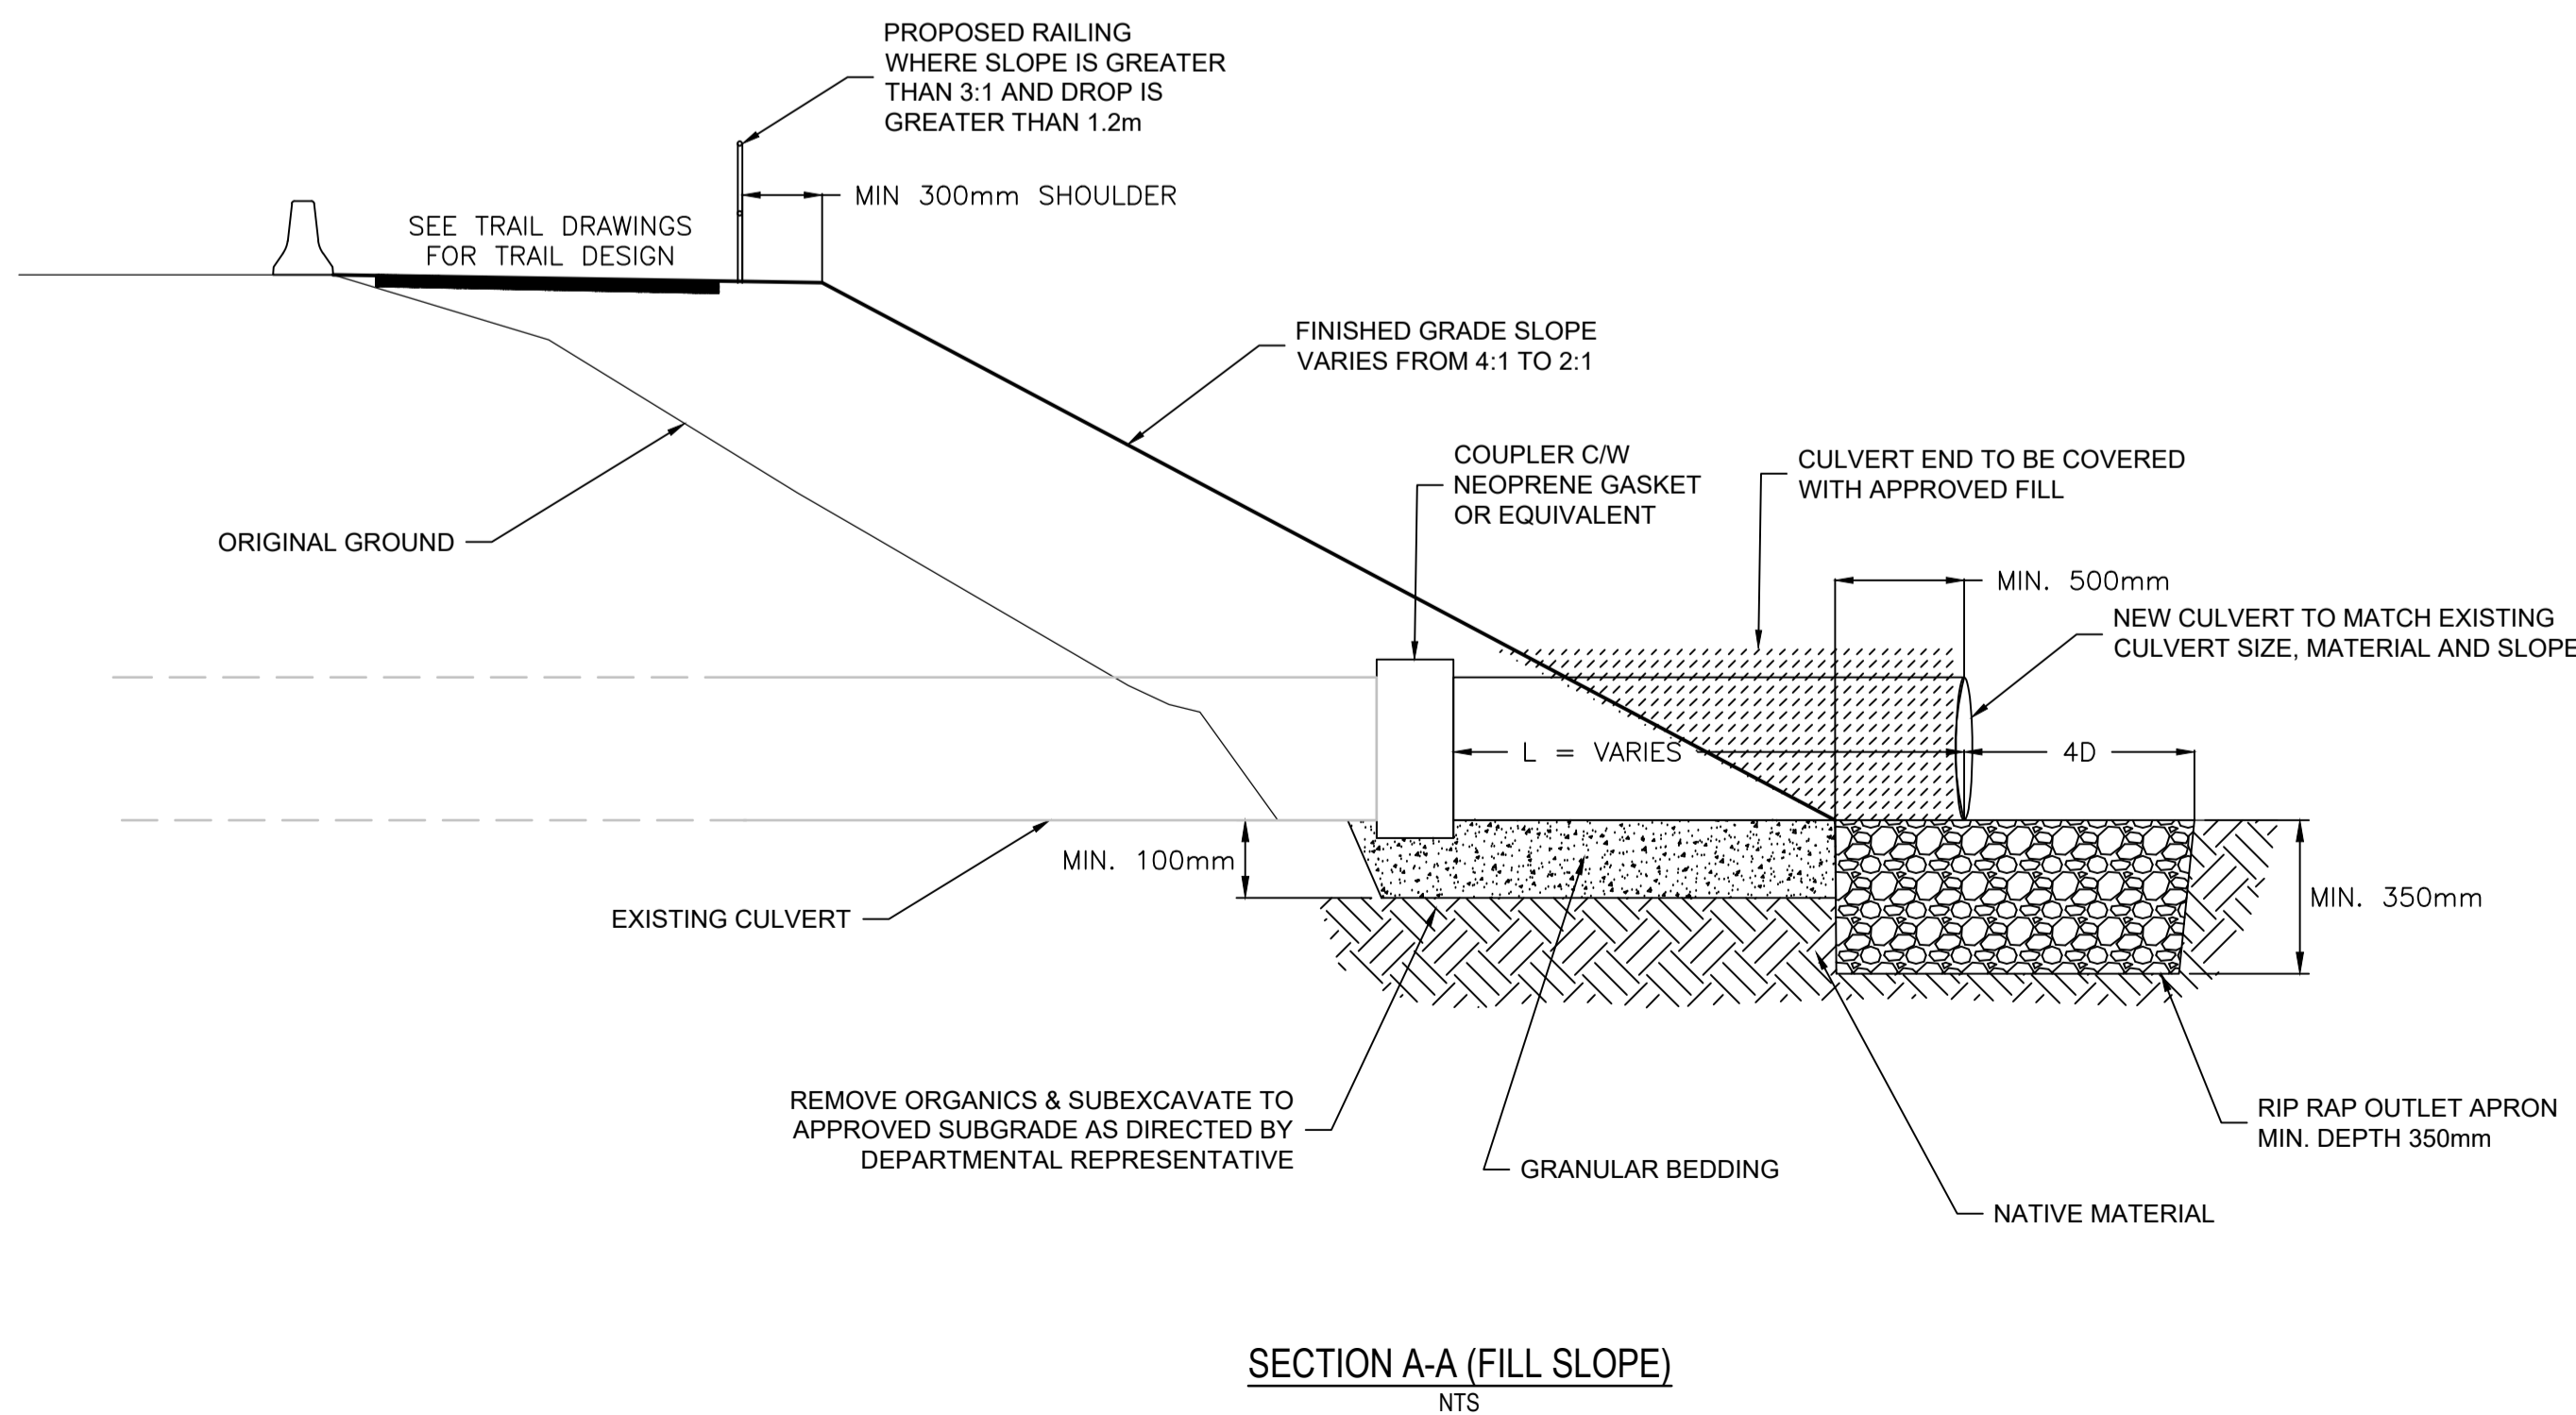 PROPOSED RAILING
WHERE SLOPE IS GREATER
THAN 3:1 AND DROP IS
GREATER THAN 1.2m
MIN 300mm SHOULDER
SEE TRAIL DRAWINGS
FOR TRAIL DESIGN
FINISHED GRADE SLOPE
VARIES FROM 4:1 TO 2:1
COUPLER C/W
NEOPRENE GASKET
OR EQUIVALENT
CULVERT END TO BE COVERED
WITH APPROVED FILL
ORIGINAL GROUND
MIN. 500mm
NEW CULVERT TO MATCH EXISTING
CULVERT SIZE, MATERIAL AND SLOPE
L = VARIES
4D
MIN. 100mm
EXISTING CULVERT
MIN. 350mm
REMOVE ORGANICS & SUBEXCAVATE TO
APPROVED SUBGRADE AS DIRECTED BY
DEPARTMENTAL REPRESENTATIVE
GRANULAR BEDDING
RIP RAP OUTLET APRON
MIN. DEPTH 350mm
NATIVE MATERIAL
SECTION A-A (FILL SLOPE)
NTS